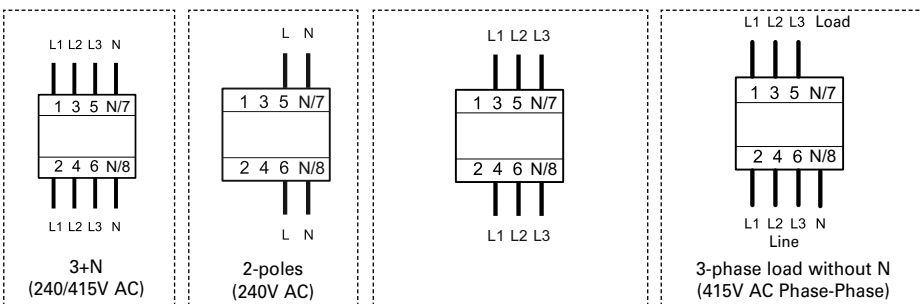 L1 L2 L3 N
1 3 5 N/7
2 4 6 N/8
L1 L2 L3 N
3+N
(240/415V AC)
L N
1 3 5 N/7
2 4 6 N/8
L N
2-poles
(240V AC)
L1 L2 L3
1 3 5 N/7
2 4 6 N/8
L1 L2 L3
L1 L2 L3 Load
1 3 5 N/7
2 4 6 N/8
L1 L2 L3 N
Line
3-phase load without N
(415V AC Phase-Phase)